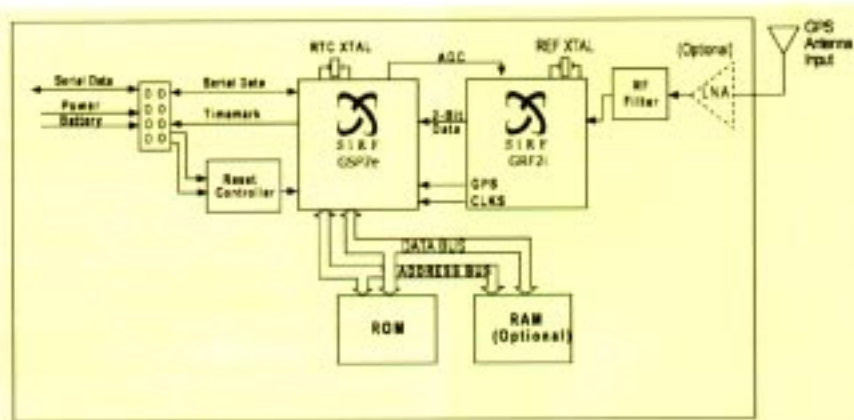 GPS
Antenna
Input
RTC XTAL
REF XTAL
(Optional)
AGC
Serial Data
Serial Data
RF
Filter
LNA
Power
Battery
Timemark
SiRF
GSP2e
2-Bit
Data
SiRF
GRF2i
Reset
Controller
GPS
CLKS
DATA BUS
ADDRESS BUS
ROM
RAM
(Optional)